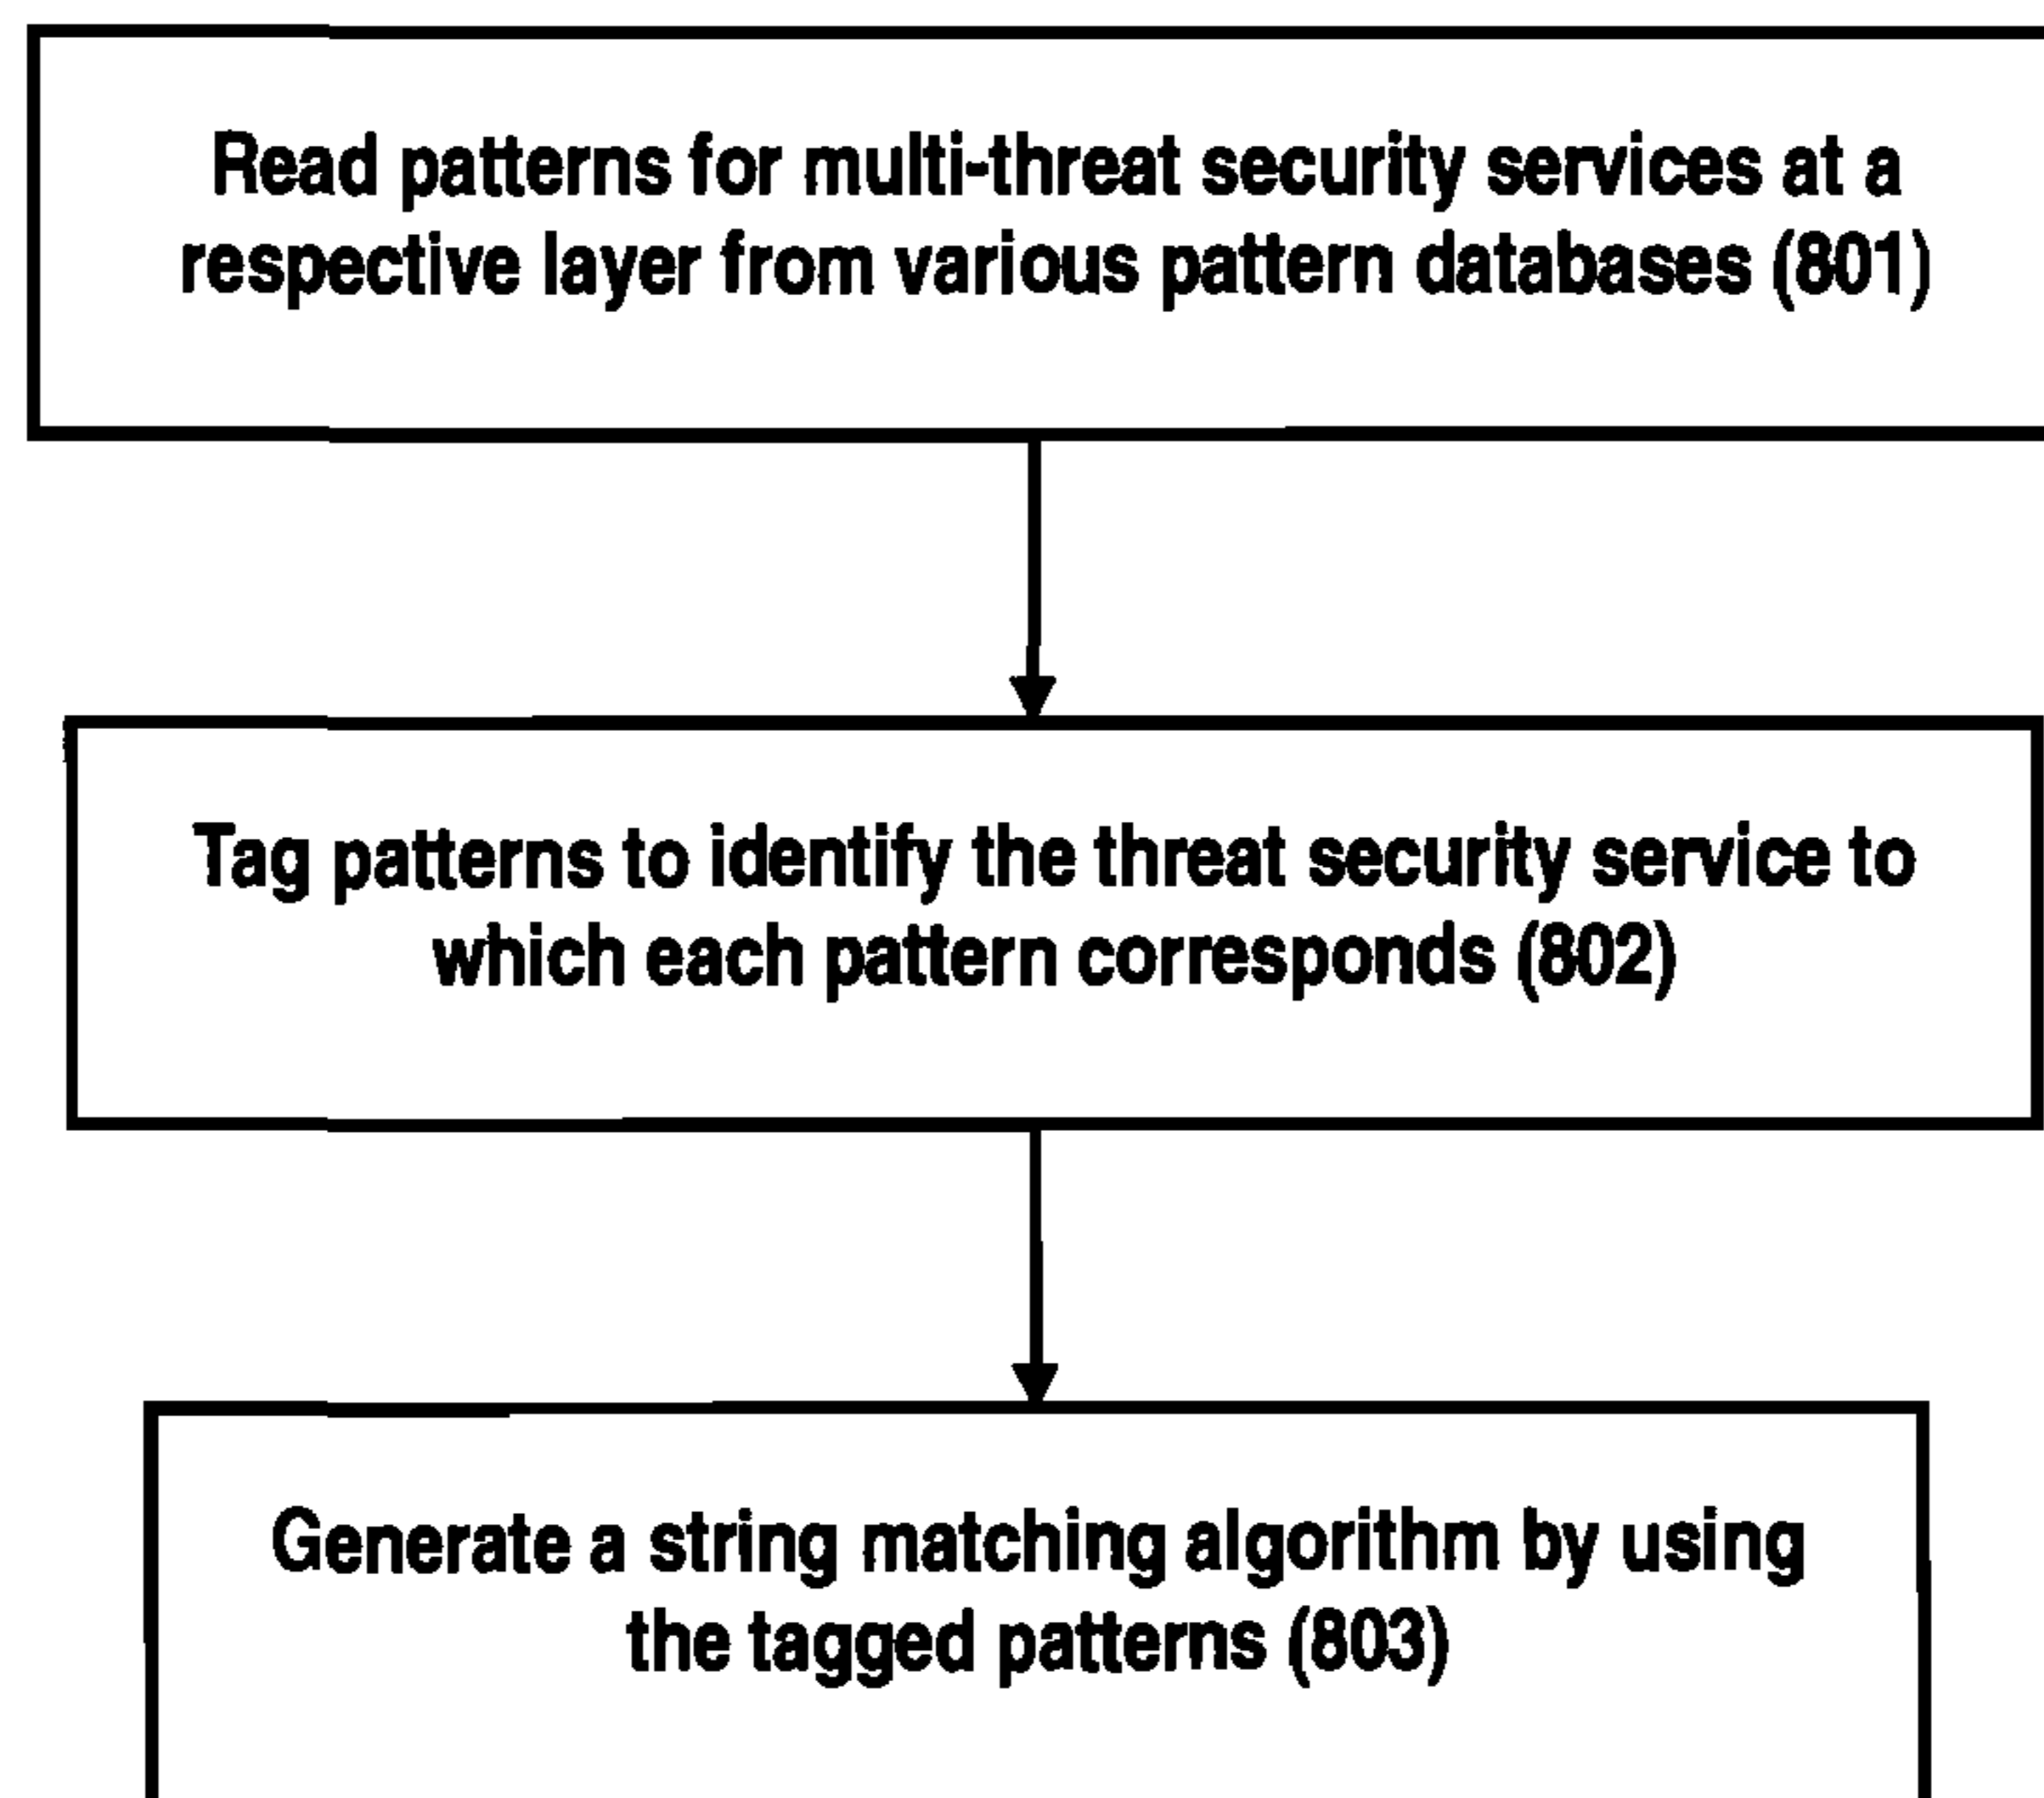 Read patterns for multi-threat security services at a
respective layer from various pattern databases (801)
Tag patterns to identify the threat security service to
which each pattern corresponds (802)
Generate a string matching algorithm by using
the tagged patterns (803)